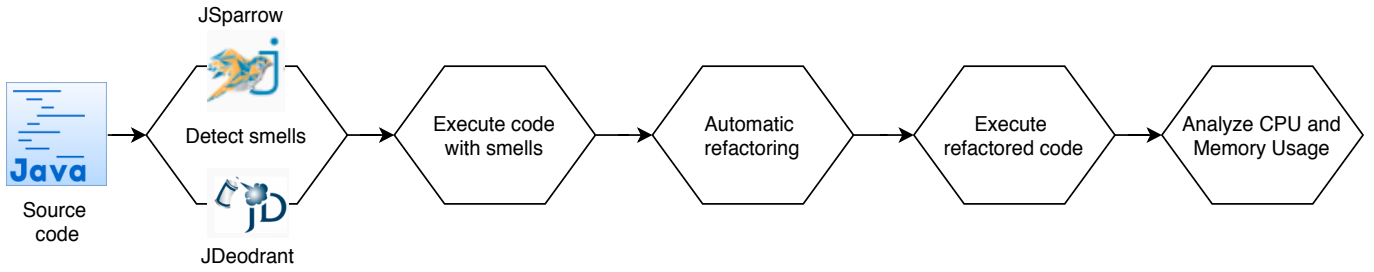 JSparrow
j
Detect smells
JD
JDeodrant
Java
Source
code
Execute code
with smells
Automatic
refactoring
Execute
refactored code
Analyze CPU and
Memory Usage